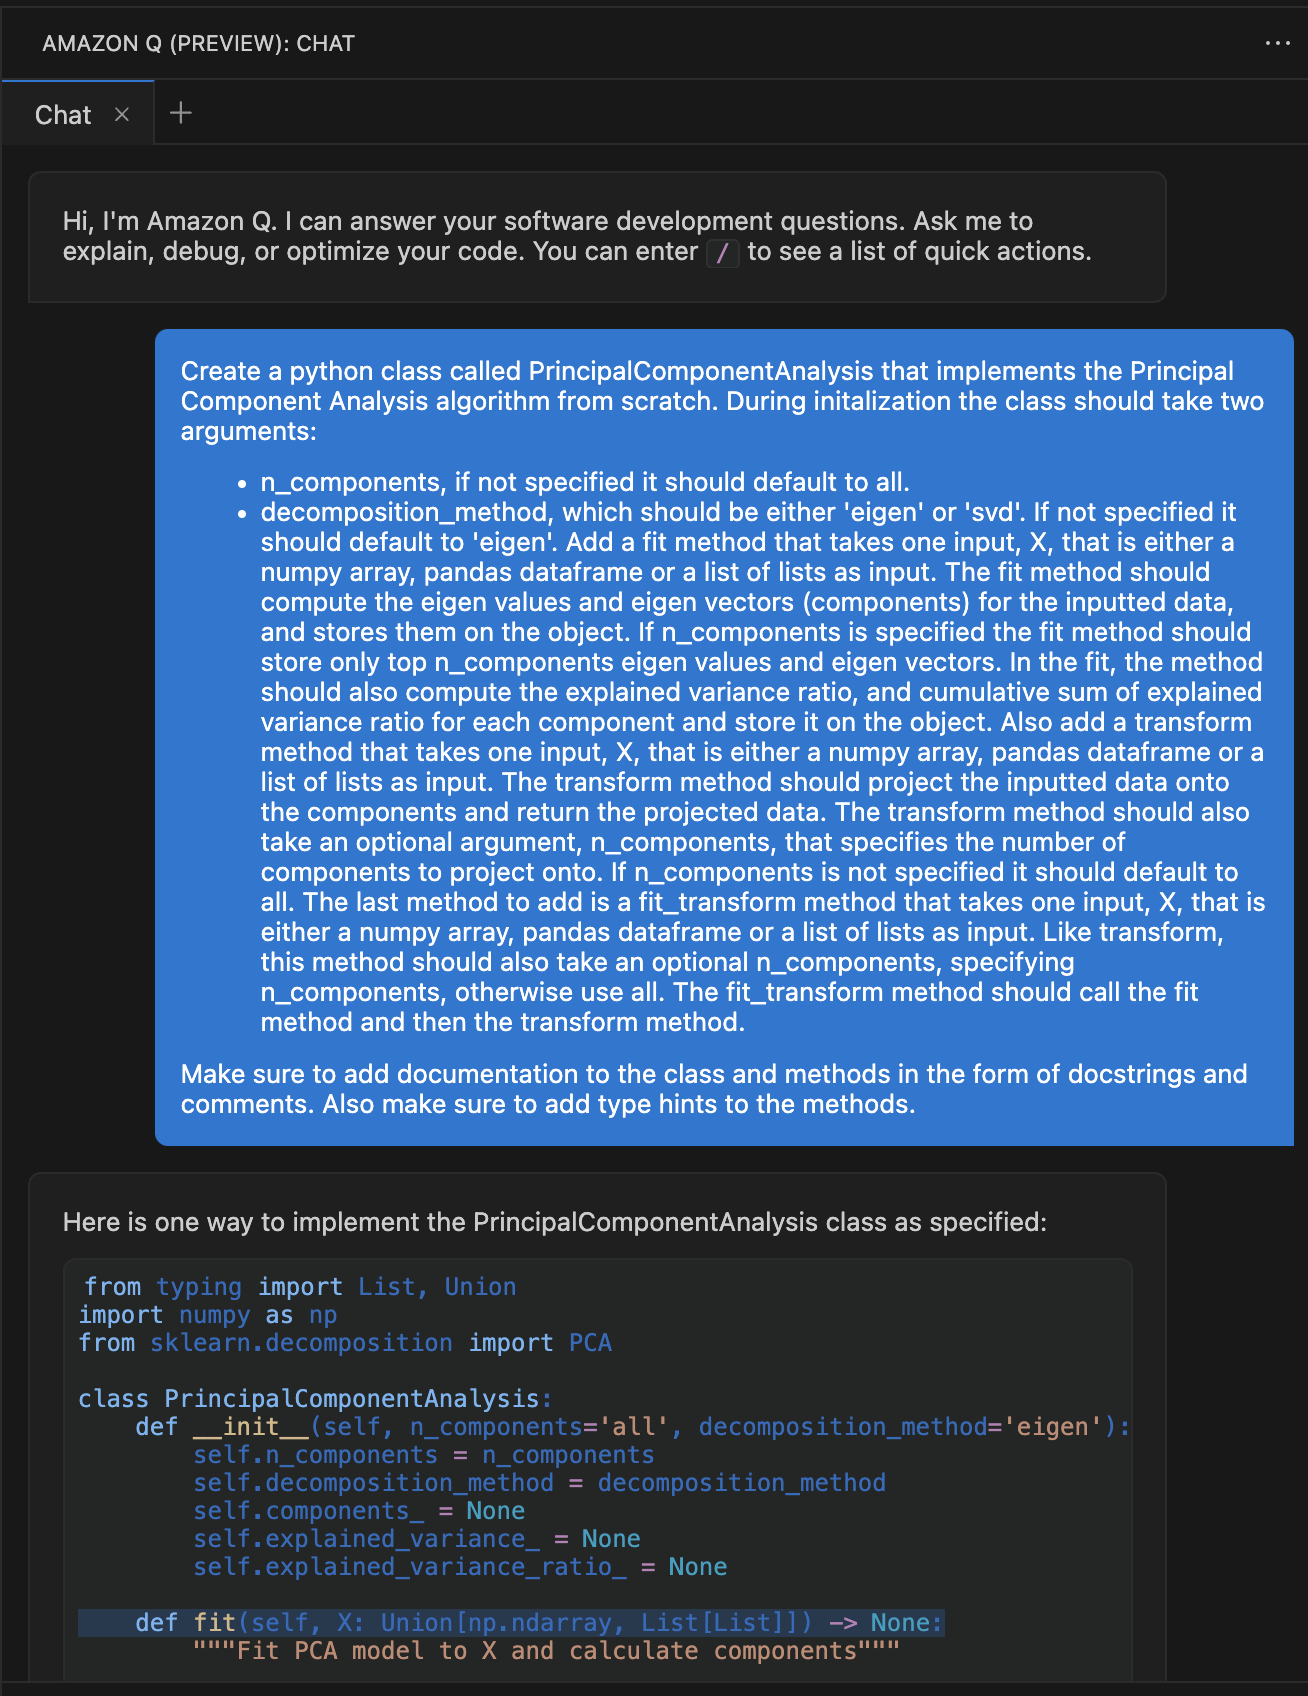 AMAZON Q (PREVIEW): CHAT
Chat
Hi, I'm Amazon Q. I can answer your software development questions. Ask me to
explain, debug, or optimize your code. You can enter / to see a list of quick actions.
Create a python class called PrincipalComponentAnalysis that implements the Principal
Component Analysis algorithm from scratch. During initalization the class should take two
arguments:
• n_components, if not specified it should default to all.
• decomposition_method, which should be either 'eigen' or 'svd'. If not specified it
should default to 'eigen'. Add a fit method that takes one input, X, that is either a
numpy array, pandas dataframe or a list of lists as input. The fit method should
compute the eigen values and eigen vectors (components) for the inputted data,
and stores them on the object. If n_components is specified the fit method should
store only top n_components eigen values and eigen vectors. In the fit, the method
should also compute the explained variance ratio, and cumulative sum of explained
variance ratio for each component and store it on the object. Also add a transform
method that takes one input, X, that is either a numpy array, pandas dataframe or a
list of lists as input. The transform method should project the inputted data onto
the components and return the projected data. The transform method should also
take an optional argument, n_components, that specifies the number of
components to project onto. If n_components is not specified it should default to
all. The last method to add is a fit_transform method that takes one input, X, that is
either a numpy array, pandas dataframe or a list of lists as input. Like transform,
this method should also take an optional n_components, specifying
n_components, otherwise use all. The fit_transform method should call the fit
method and then the transform method.
Make sure to add documentation to the class and methods in the form of docstrings and
comments. Also make sure to add type hints to the methods.
Here is one way to implement the PrincipalComponentAnalysis class as specified:
from typing import List, Union
import numpy as np
from sklearn.decomposition import PCA
class PrincipalComponentAnalysis:
    def __init__(self, n_components='all', decomposition_method='eigen'):
        self.n_components = n_components
        self.decomposition_method = decomposition_method
        self.components_ = None
        self.explained_variance_ = None
        self.explained_variance_ratio_ = None
    def fit(self, X: Union[np.ndarray, List[List]]) -> None:
        """Fit PCA model to X and calculate components"""